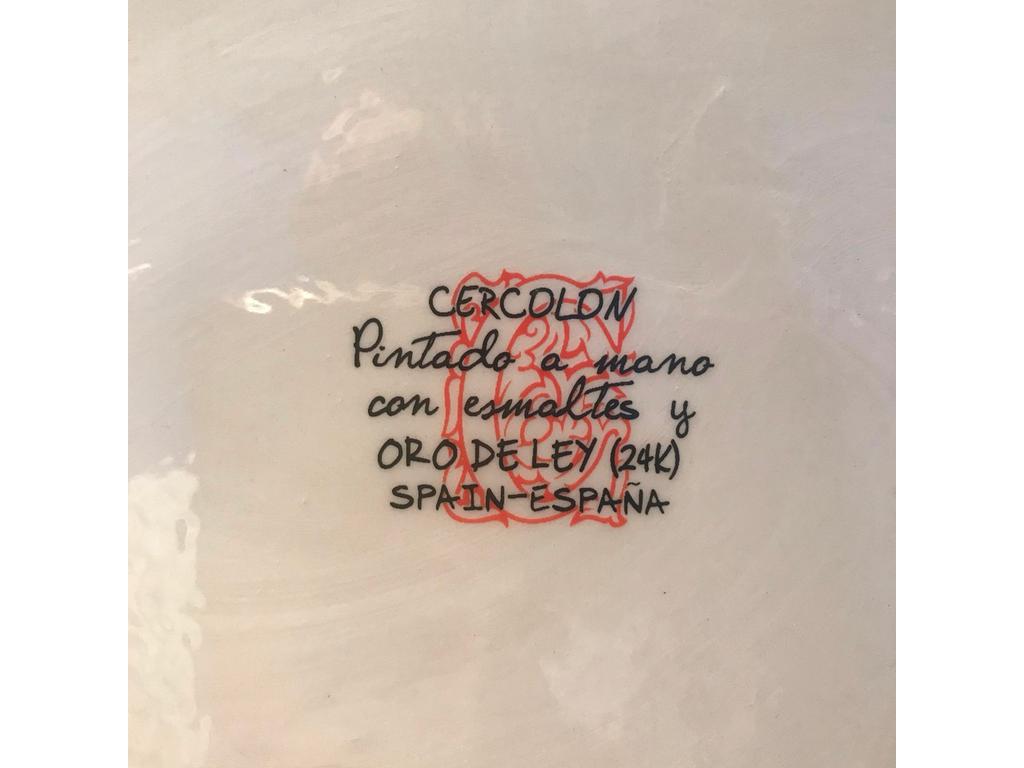 CERCOLON
Pintado a mano
con esmaltes y
ORO DE LEY (24K)
SPAIN-ESPAÑA